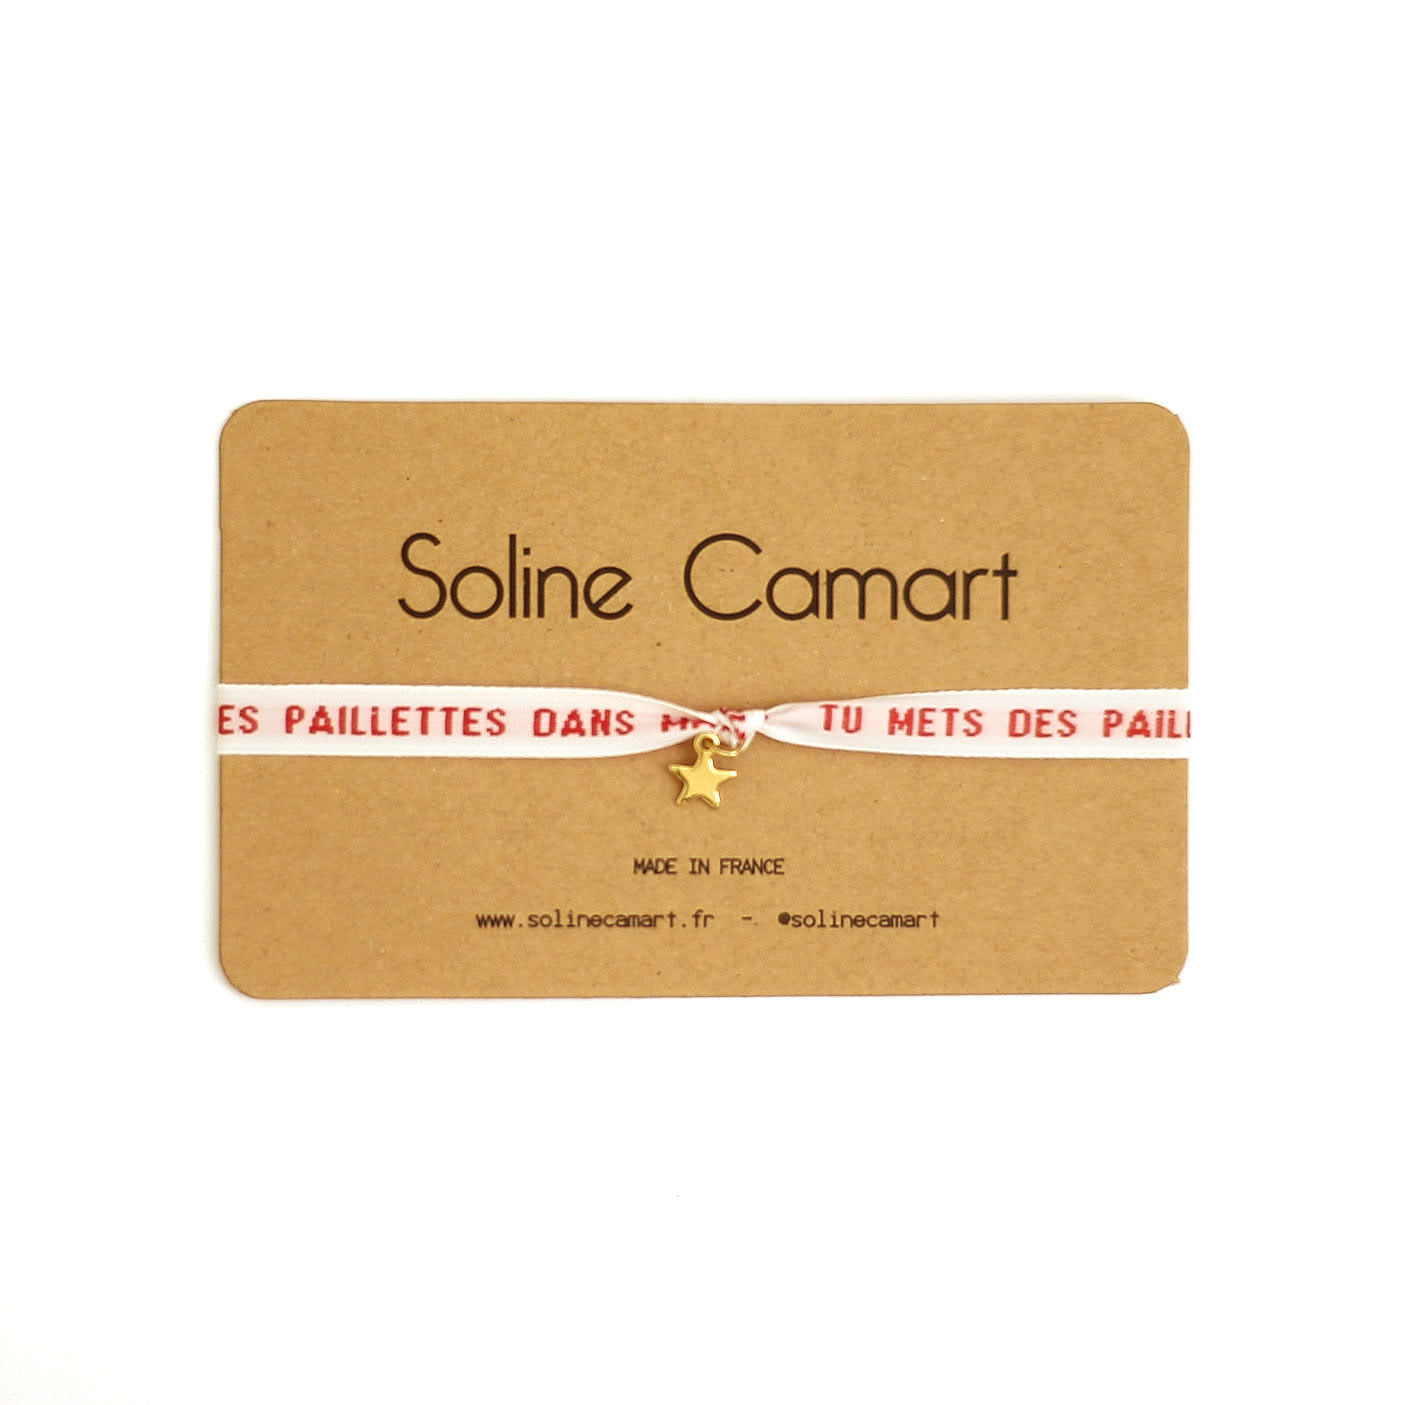 Soline Camart
ES PAILLETTES DANS TU METS DES PAILL
MADE IN FRANCE
www.solinecamart.fr - @solinecamart